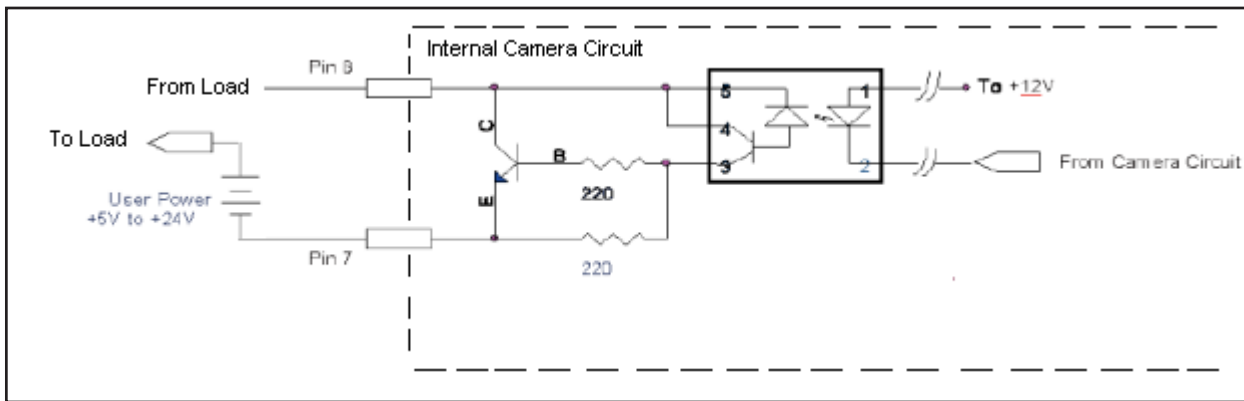 Internal Camera Circuit
Pin 8
From Load
To Load
User Power
+5V to +24V
Pin 7
C
B
E
220
220
5
4
3
1
2
To +12V
From Camera Circuit